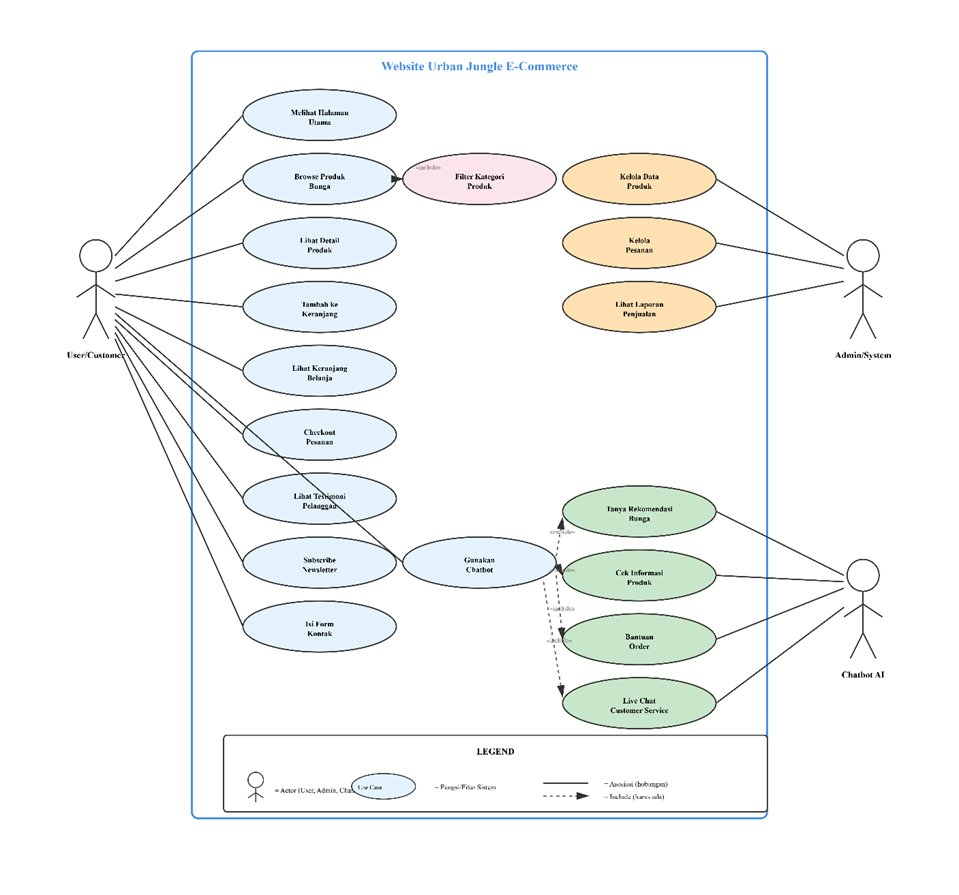 Website Urban Jungle E-Commerce
Melihat Halaman
Utama
Browse Produk
Bunga
«include»
Filter Kategori
Produk
Kelola Data
Produk
Lihat Detail
Produk
Kelola
Pesanan
Tambah ke
Keranjang
Lihat Laporan
Penjualan
User/Customer
Admin/System
Lihat Keranjang
Belanja
Checkout
Pesanan
Lihat Testimoni
Pelanggan
Tanya Rekomendasi
Bunga
«include»
Subscribe
Newsletter
Gunakan
Chatbot
«include»
Cek Informasi
Produk
«include»
Isi Form
Kontak
«include»
Bantuan
Order
Chatbot AI
Live Chat
Customer Service
LEGEND
= Actor (User, Admin, Cha
Use Case
= Fungsi/Fitur Sistem
= Asosiasi (hubungan)
= Include (harus ada)